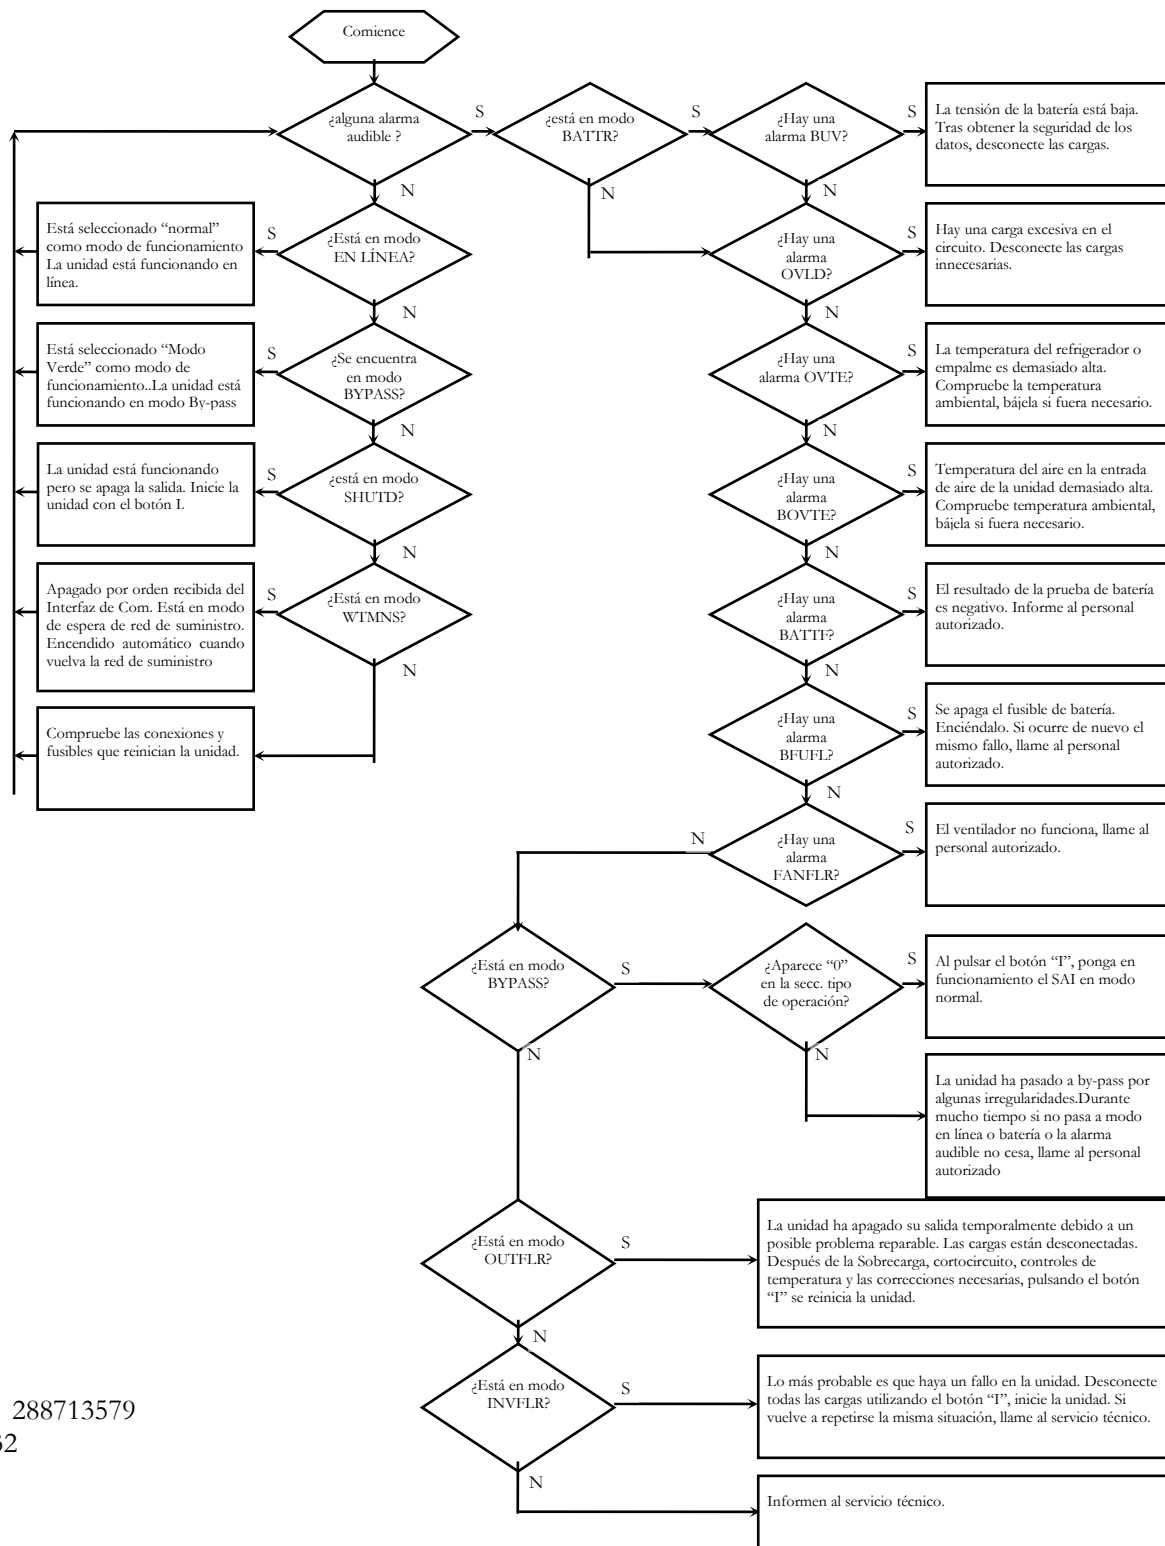 Comience
¿alguna alarma
audible ?
S
N
¿está en modo
BATTR?
S
N
¿Hay una
alarma BUV?
S
N
La tensión de la batería está baja.
Tras obtener la seguridad de los
datos, desconecte las cargas.
Está seleccionado “normal”
como modo de funcionamiento
La unidad está funcionando en
línea.
S
¿Está en modo
EN LÍNEA?
N
¿Hay una
alarma
OVLD?
S
N
Hay una carga excesiva en el
circuito. Desconecte las cargas
innecesarias.
Está seleccionado “Modo
Verde” como modo de
funcionamiento..La unidad está
funcionando en modo By-pass
S
¿Se encuentra
en modo
BYPASS?
N
¿Hay una
alarma OVTE?
S
N
La temperatura del refrigerador o
empalme es demasiado alta.
Compruebe la temperatura
ambiental, bájela si fuera necesario.
La unidad está funcionando
pero se apaga la salida. Inicie la
unidad con el botón I.
S
¿está en modo
SHUTD?
N
¿Hay una
alarma
BOVTE?
S
N
Temperatura del aire en la entrada
de aire de la unidad demasiado alta.
Compruebe temperatura ambiental,
bájela si fuera necesario.
Apagado por orden recibida del
Interfaz de Com. Está en modo
de espera de red de suministro.
Encendido automático cuando
vuelva la red de suministro
S
¿Está en modo
WTMNS?
N
¿Hay una
alarma
BATTF?
S
N
El resultado de la prueba de batería
es negativo. Informe al personal
autorizado.
Compruebe las conexiones y
fusibles que reinician la unidad.
¿Hay una
alarma
BFUFL?
S
N
Se apaga el fusible de batería.
Enciéndalo. Si ocurre de nuevo el
mismo fallo, llame al personal
autorizado.
N
¿Hay una
alarma
FANFLR?
S
El ventilador no funciona, llame al
personal autorizado.
¿Está en modo
BYPASS?
S
N
¿Aparece “0”
en la secc. tipo
de operación?
S
N
Al pulsar el botón “I”, ponga en
funcionamiento el SAI en modo
normal.
La unidad ha pasado a by-pass por
algunas irregularidades.Durante
mucho tiempo si no pasa a modo
en línea o batería o la alarma
audible no cesa, llame al personal
autorizado
¿Está en modo
OUTFLR?
S
N
La unidad ha apagado su salida temporalmente debido a un
posible problema reparable. Las cargas están desconectadas.
Después de la Sobrecarga, cortocircuito, controles de
temperatura y las correcciones necesarias, pulsando el botón
“I” se reinicia la unidad.
¿Está en modo
INVFLR?
S
N
Lo más probable es que haya un fallo en la unidad. Desconecte
todas las cargas utilizando el botón “I”, inicie la unidad. Si
vuelve a repetirse la misma situación, llame al servicio técnico.
Informen al servicio técnico.
288713579
2